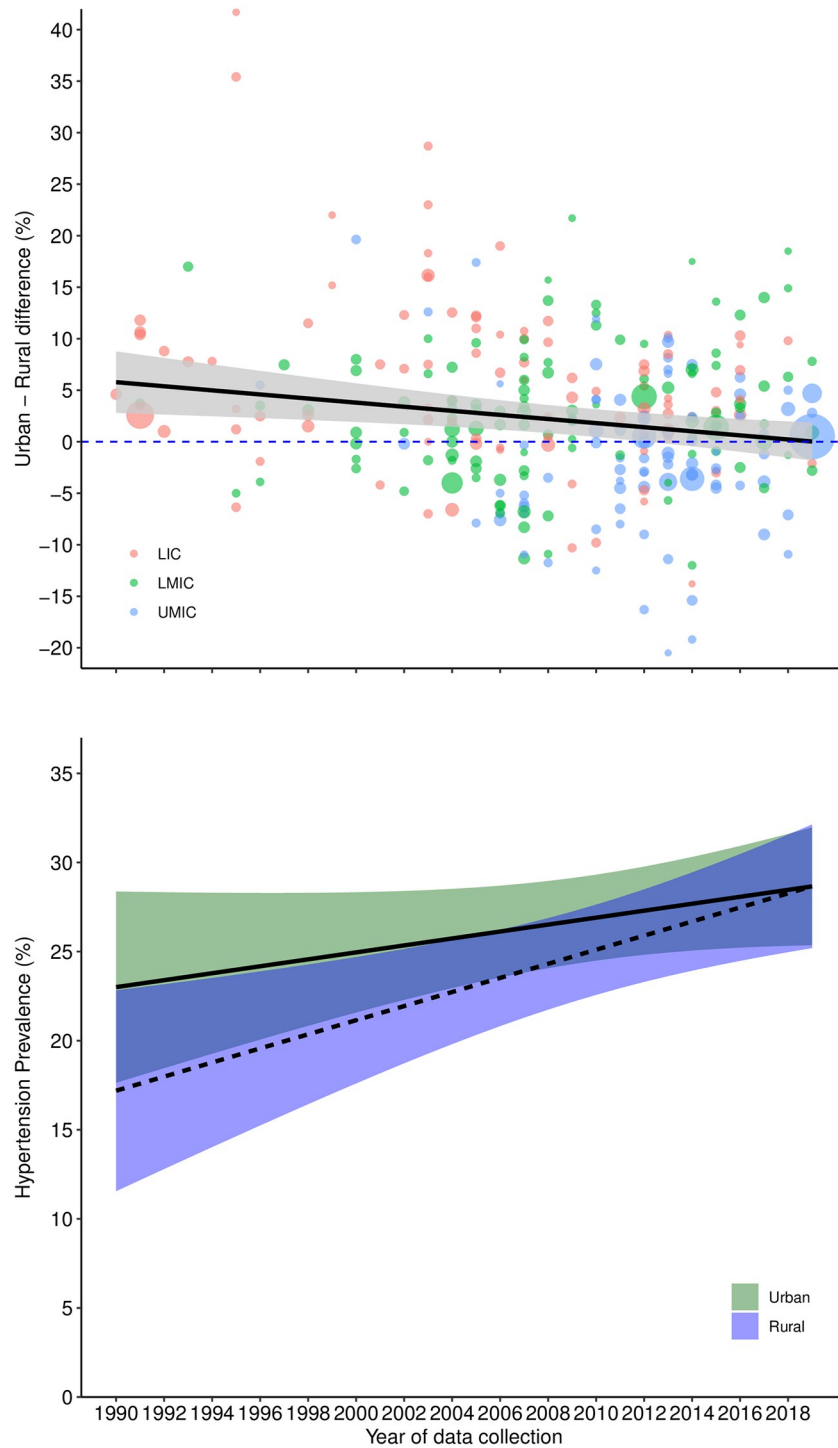 40
35
30
25
20
15
10
5
0
−5
−10
−15
−20
Urban − Rural difference (%)
LIC
LMIC
UMIC
35
30
25
20
15
10
5
0
Hypertension Prevalence (%)
Urban
Rural
1990 1992 1994 1996 1998 2000 2002 2004 2006 2008 2010 2012 2014 2016 2018
Year of data collection